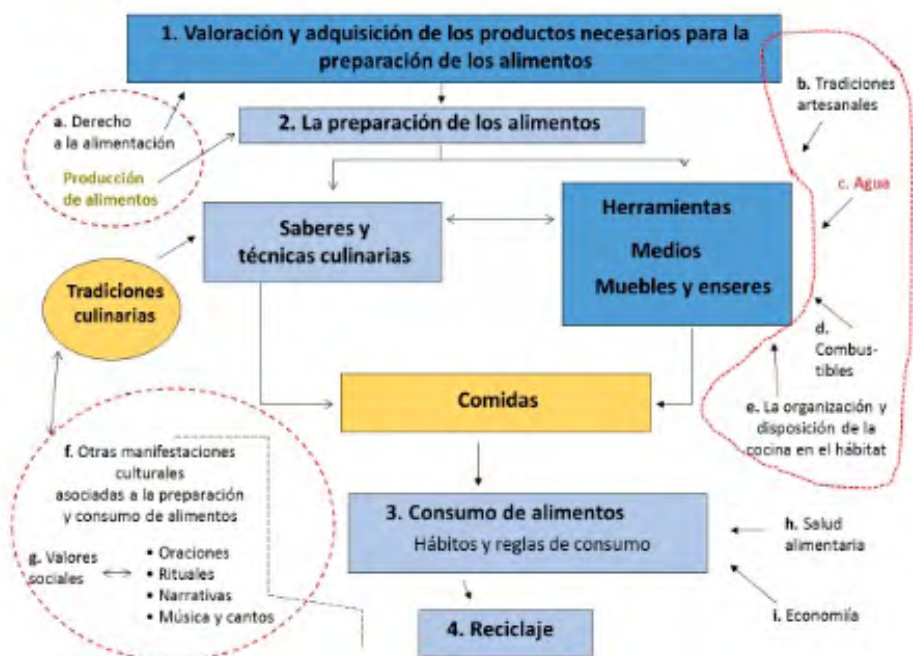 1. Valoración y adquisición de los productos necesarios para la
preparación de los alimentos
a. Derecho
a la alimentación
Producción
de alimentos
2. La preparación de los alimentos
b. Tradiciones
artesanales
c. Agua
Saberes y
técnicas culinarias
Herramientas
Medios
Muebles y enseres
Tradiciones
culinarias
d.
Combus-
tibles
Comidas
e. La organización y
disposición de la
cocina en el hábitat
f. Otras manifestaciones
culturales
asociadas a la preparación
y consumo de alimentos
g. Valores
sociales
• Oraciones
• Rituales
• Narrativas
• Música y cantos
3. Consumo de alimentos
Hábitos y reglas de consumo
h. Salud
alimentaria
i. Economíia
4. Reciclaje